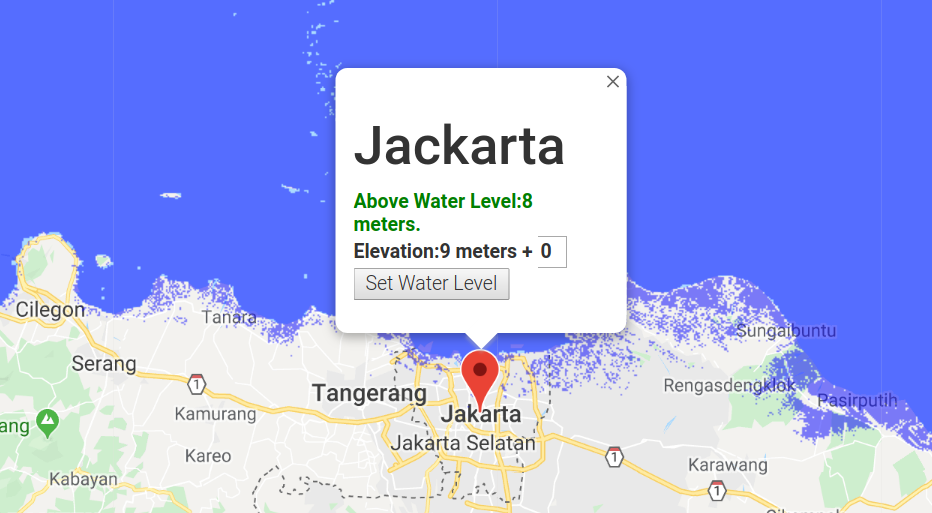 Jackarta
Above Water Level:8
meters.
Elevation:9 meters + 0
Set Water Level
Cilegon
Tanara
Sungaibuntu
Serang
1
Tangerang
Rengasdengklok
Pasirputih
Kamurang
Jakarta
ang
Jakarta Selatan
Kareo
1
Karawang
Kabayan
1